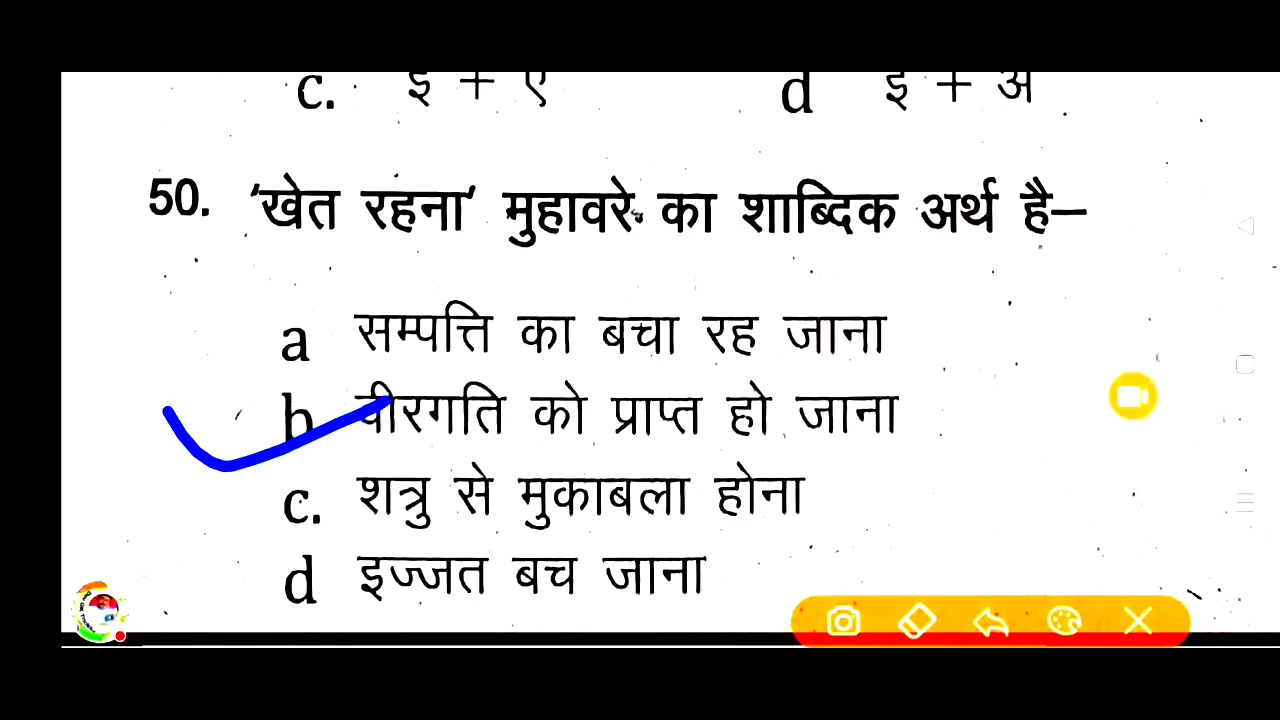 c. इ + ए d इ + अ
50. 'खेत रहना' मुहावरे का शाब्दिक अर्थ है–
a सम्पत्ति का बचा रह जाना
b वीरगति को प्राप्त हो जाना
c. शत्रु से मुकाबला होना
d इज्जत बच जाना